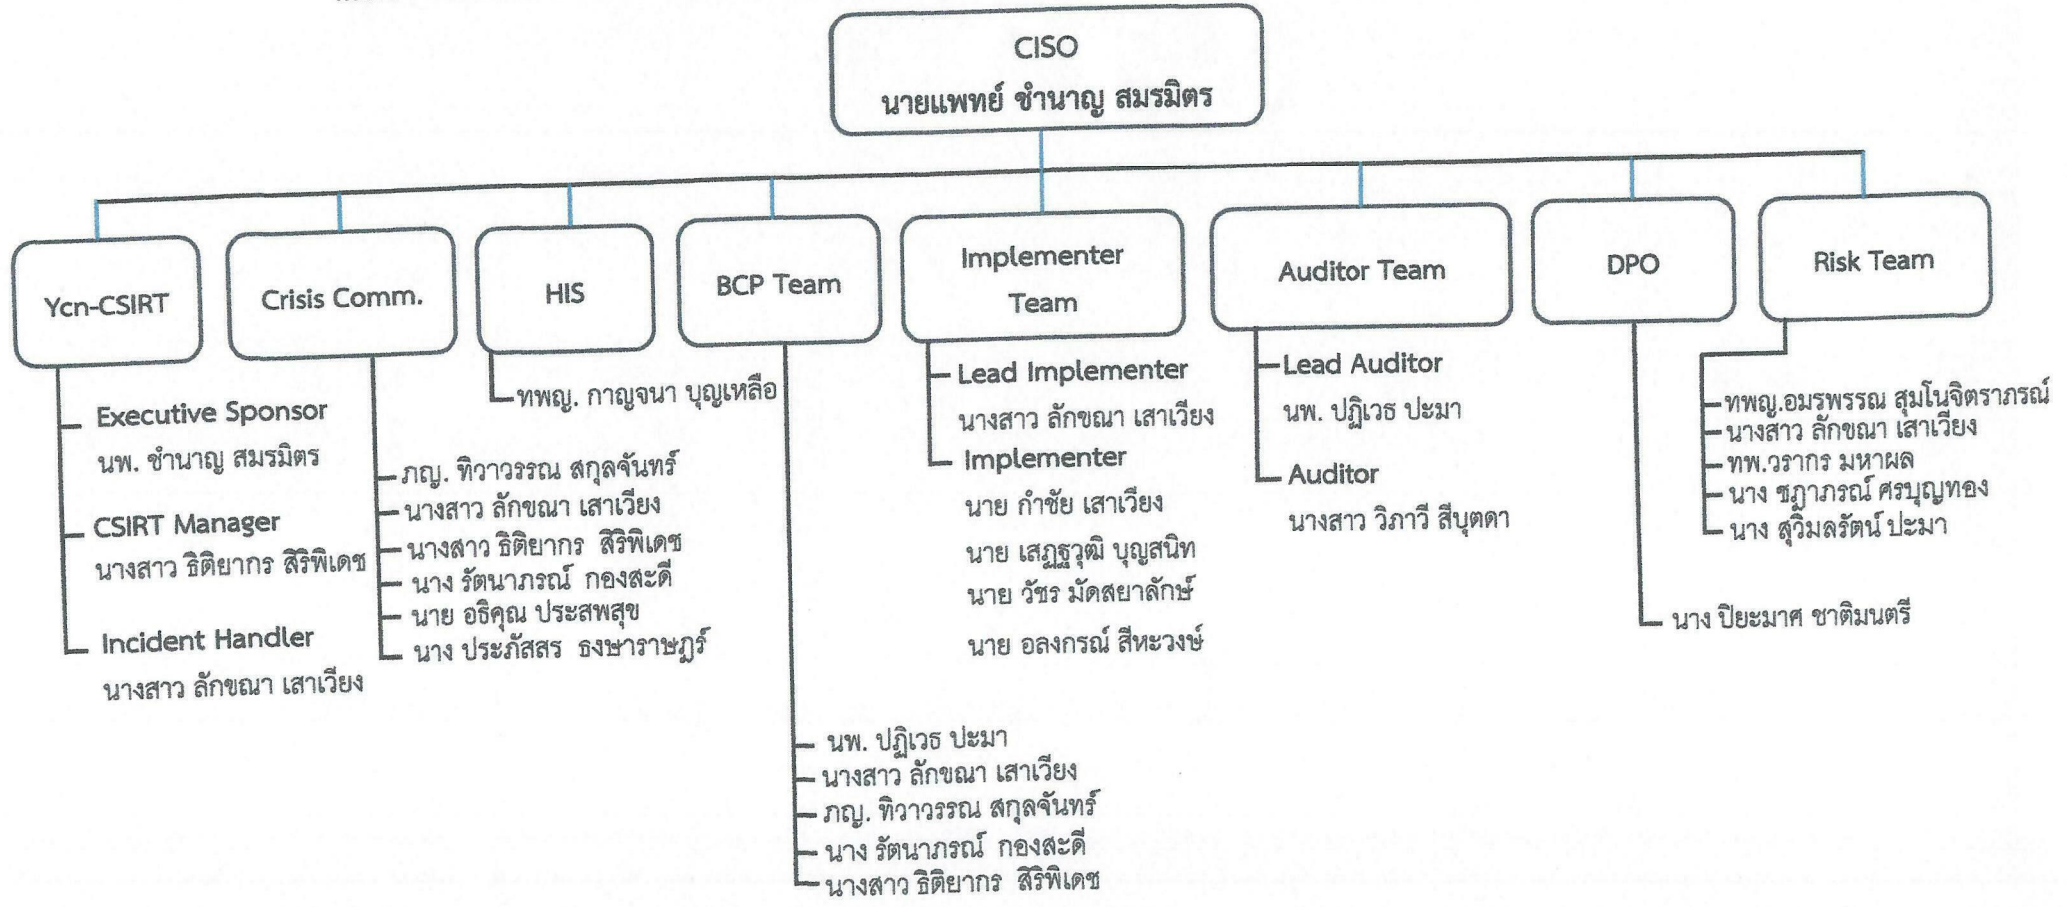 CISO
นายแพทย์ ชำนาญ สมรมิตร
Ycn-CSIRT
Executive Sponsor
นพ. ชำนาญ สมรมิตร
CSIRT Manager
นางสาว ธิติยากร สิริพิเดช
Incident Handler
นางสาว ลักขณา เสาเวียง
Crisis Comm.
ภญ. ทิวาวรรณ สกุลจันทร์
นางสาว ลักขณา เสาเวียง
นางสาว ธิติยากร สิริพิเดช
นาง รัตนาภรณ์ กองสะดี
นาย อธิคุณ ประสพสุข
นาง ประภัสสร ธงษาราษฎร์
HIS
ทพญ. กาญจนา บุญเหลือ
BCP Team
นพ. ปฏิเวธ ปะมา
นางสาว ลักขณา เสาเวียง
ภญ. ทิวาวรรณ สกุลจันทร์
นาง รัตนาภรณ์ กองสะดี
นางสาว ธิติยากร สิริพิเดช
Implementer
Team
Lead Implementer
นางสาว ลักขณา เสาเวียง
Implementer
นาย กำชัย เสาเวียง
นาย เสฏฐวุฒิ บุญสนิท
นาย วัชร มัดสยาลักษ์
นาย อลงกรณ์ สีหะวงษ์
Auditor Team
Lead Auditor
นพ. ปฏิเวธ ปะมา
Auditor
นางสาว วิภาวี สีบุตดา
DPO
นาง ปิยะมาศ ชาติมนตรี
Risk Team
ทพญ.อมรพรรณ สุมโนจิตราภรณ์
นางสาว ลักขณา เสาเวียง
ทพ.วรากร มหาผล
นาง ชฎาภรณ์ ศรบุญทอง
นาง สุวิมลรัตน์ ปะมา